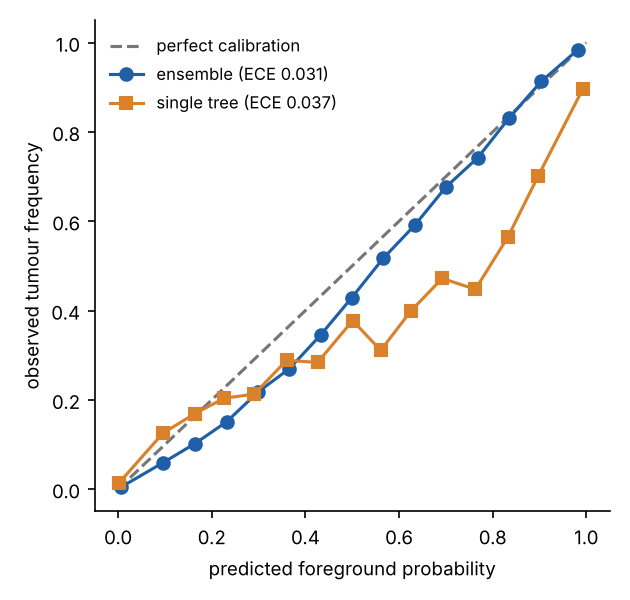 perfect calibration
ensemble (ECE 0.031)
single tree (ECE 0.037)
observed tumour frequency
1.0
0.8
0.6
0.4
0.2
0.0
0.0 0.2 0.4 0.6 0.8 1.0
predicted foreground probability